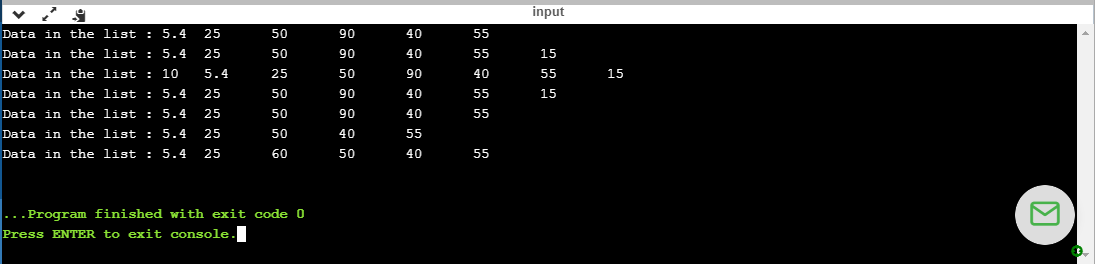 input
Data in the list : 5.4 25 50 90 40 55
Data in the list : 5.4 25 50 90 40 55 15
Data in the list : 10 5.4 25 50 90 40 55 15
Data in the list : 5.4 25 50 90 40 55 15
Data in the list : 5.4 25 50 90 40 55
Data in the list : 5.4 25 50 40 55
Data in the list : 5.4 25 60 50 40 55
...Program finished with exit code 0
Press ENTER to exit console.